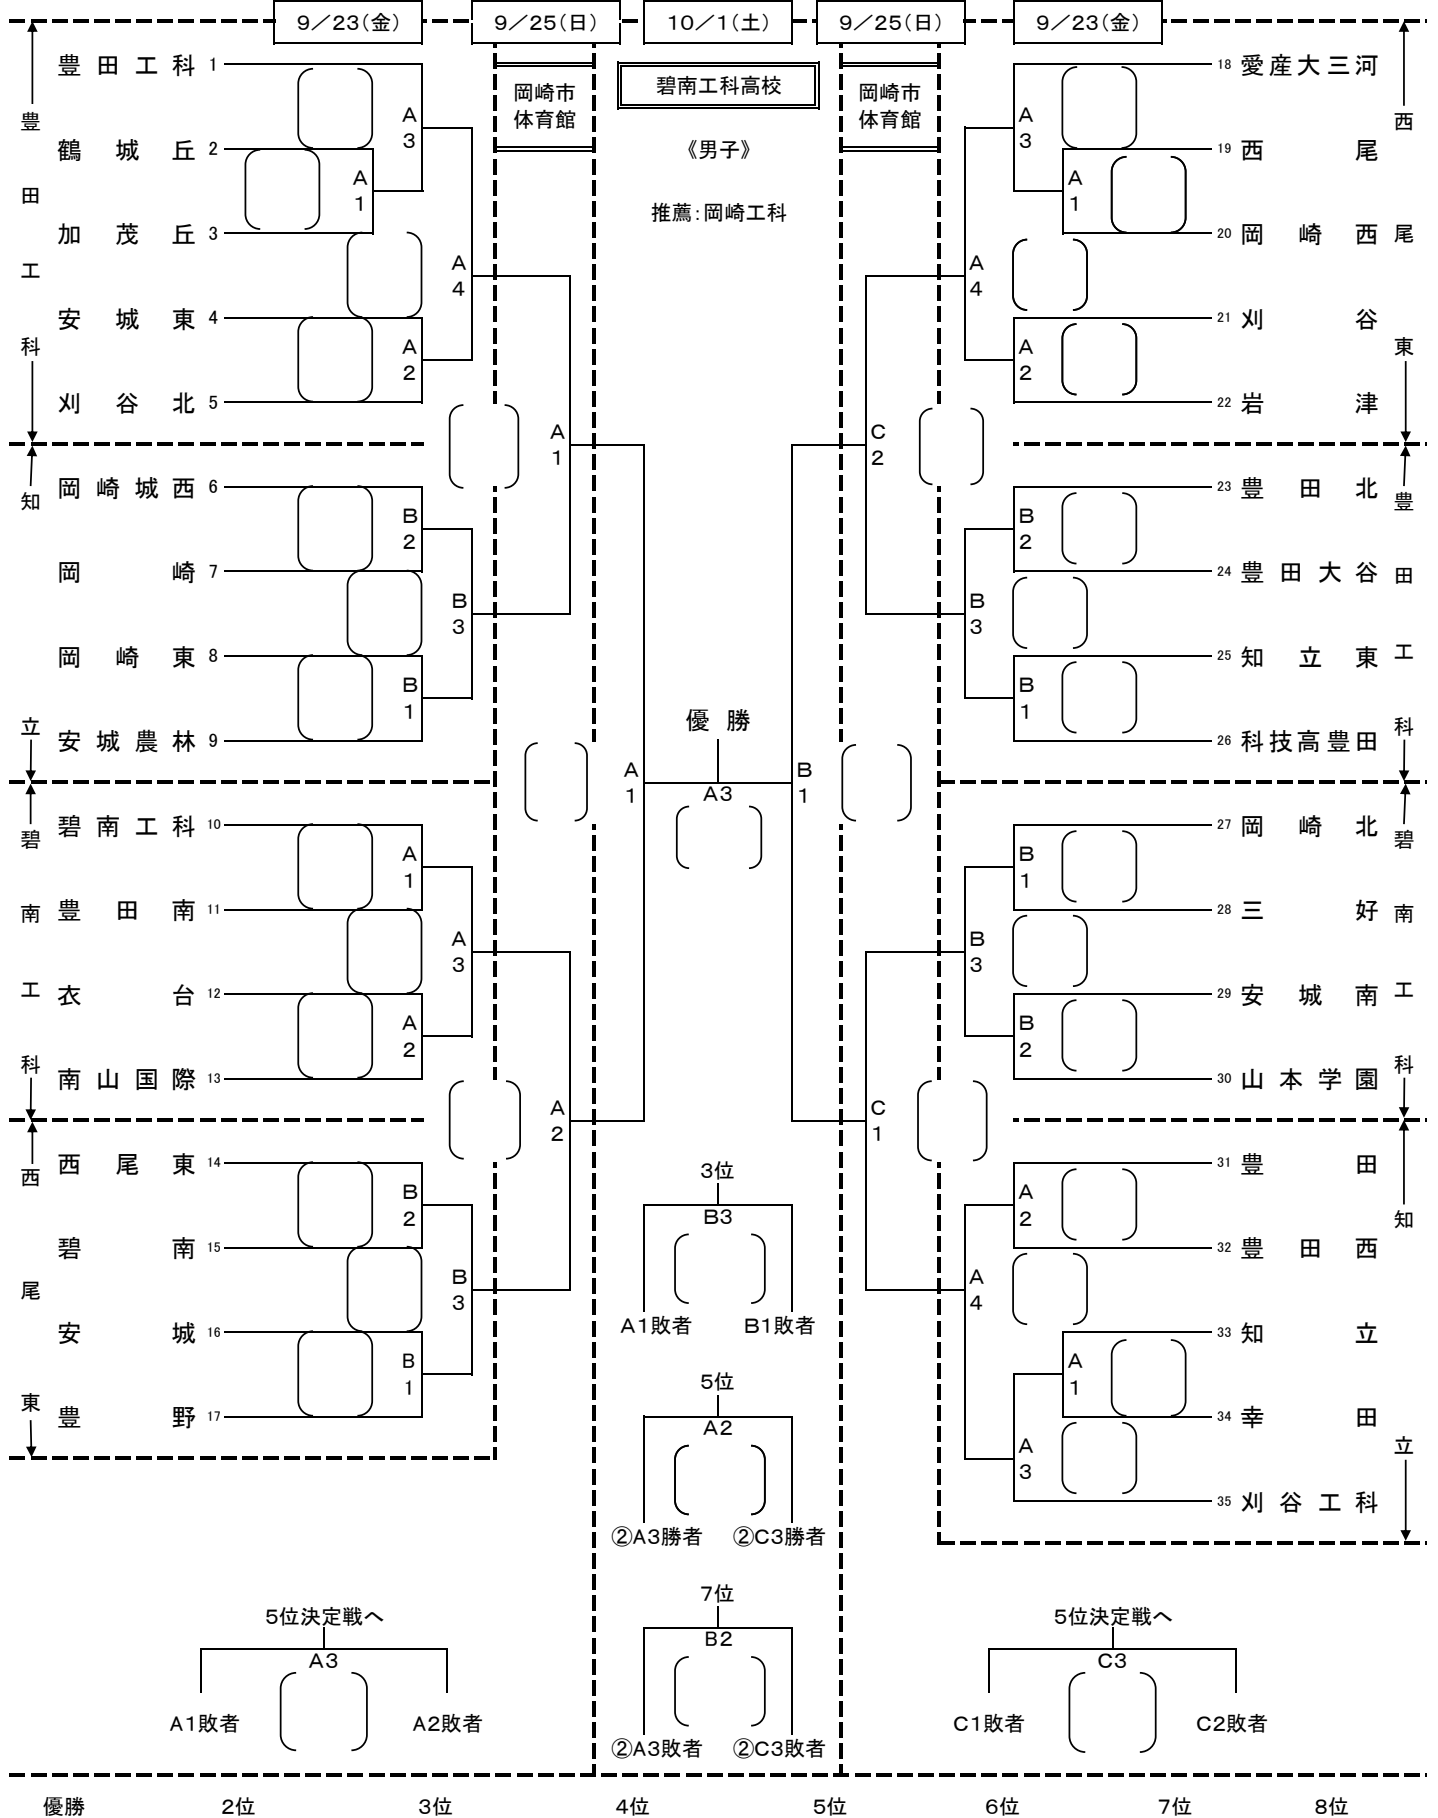 9／23(金) 9／25(日) 10／1(土) 9／25(日) 9／23(金)
岡崎市
体育館
碧南工科高校
岡崎市
体育館
《男子》
推薦：岡崎工科
豊田工科
豊田工科 1
鶴城丘 2
加茂丘 3
安城東 4
刈谷北 5
A3
A1
A4
A2
知立
岡崎城西 6
岡崎 7
岡崎東 8
安城農林 9
B2
B3
B1
A1
碧南工科
碧南工科 10
豊田南 11
衣台 12
南山国際 13
A1
A3
A2
西尾東
西尾東 14
碧南 15
安城 16
豊野 17
B2
B3
B1
A2
A1
優勝
A3
B1
西尾東
18 愛産大三河
19 西尾
20 岡崎西
21 刈谷
22 岩津
A3
A1
A4
A2
C2
豊田工科
23 豊田北
24 豊田大谷
25 知立東
26 科技高豊田
B2
B3
B1
碧南工科
27 岡崎北
28 三好
29 安城南
30 山本学園
B1
B3
B2
C1
知立
31 豊田
32 豊田西
33 知立
34 幸田
35 刈谷工科
A2
A4
A1
A3
3位
B3
A1敗者 B1敗者
5位
A2
②A3勝者 ②C3勝者
7位
B2
②A3敗者 ②C3敗者
5位決定戦へ
A3
A1敗者 A2敗者
5位決定戦へ
C3
C1敗者 C2敗者
優勝 2位 3位 4位 5位 6位 7位 8位